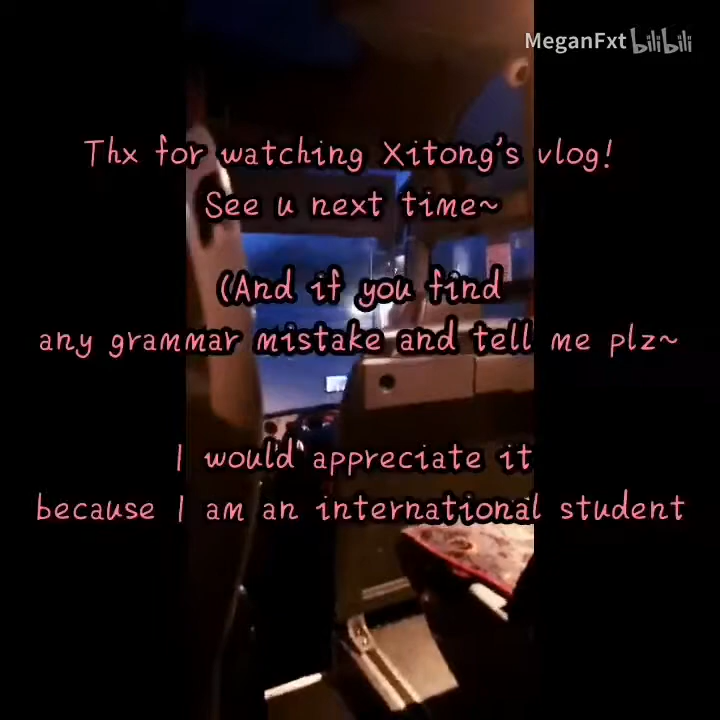 MeganFxt bilibili
Thx for watching Xitong's vlog!
See u next time~
(And if you find
any grammar mistake and tell me plz~
I would appreciate it
because I am an international student